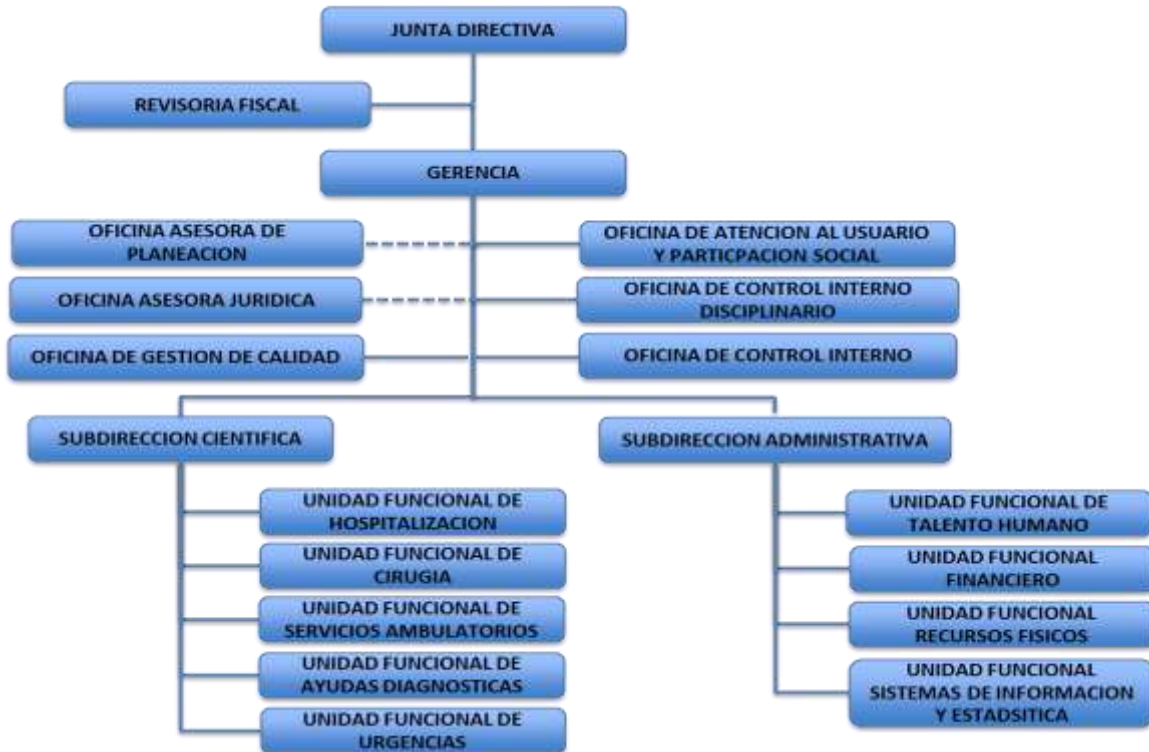 JUNTA DIRECTIVA
REVISORIA FISCAL
GERENCIA
OFICINA ASESORA DE
PLANEACION
OFICINA DE ATENCION AL USUARIO
Y PARTICPACION SOCIAL
OFICINA ASESORA JURIDICA
OFICINA DE CONTROL INTERNO
DISCIPLINARIO
OFICINA DE GESTION DE CALIDAD
OFICINA DE CONTROL INTERNO
SUBDIRECCION CIENTIFICA
SUBDIRECCION ADMINISTRATIVA
UNIDAD FUNCIONAL DE
HOSPITALIZACION
UNIDAD FUNCIONAL DE
CIRUGIA
UNIDAD FUNCIONAL DE
SERVICIOS AMBULATORIOS
UNIDAD FUNCIONAL DE
AYUDAS DIAGNOSTICAS
UNIDAD FUNCIONAL DE
URGENCIAS
UNIDAD FUNCIONAL DE
TALENTO HUMANO
UNIDAD FUNCIONAL
FINANCIERO
UNIDAD FUNCIONAL
RECURSOS FISICOS
UNIDAD FUNCIONAL
SISTEMAS DE INFORMACION
Y ESTADSITICA